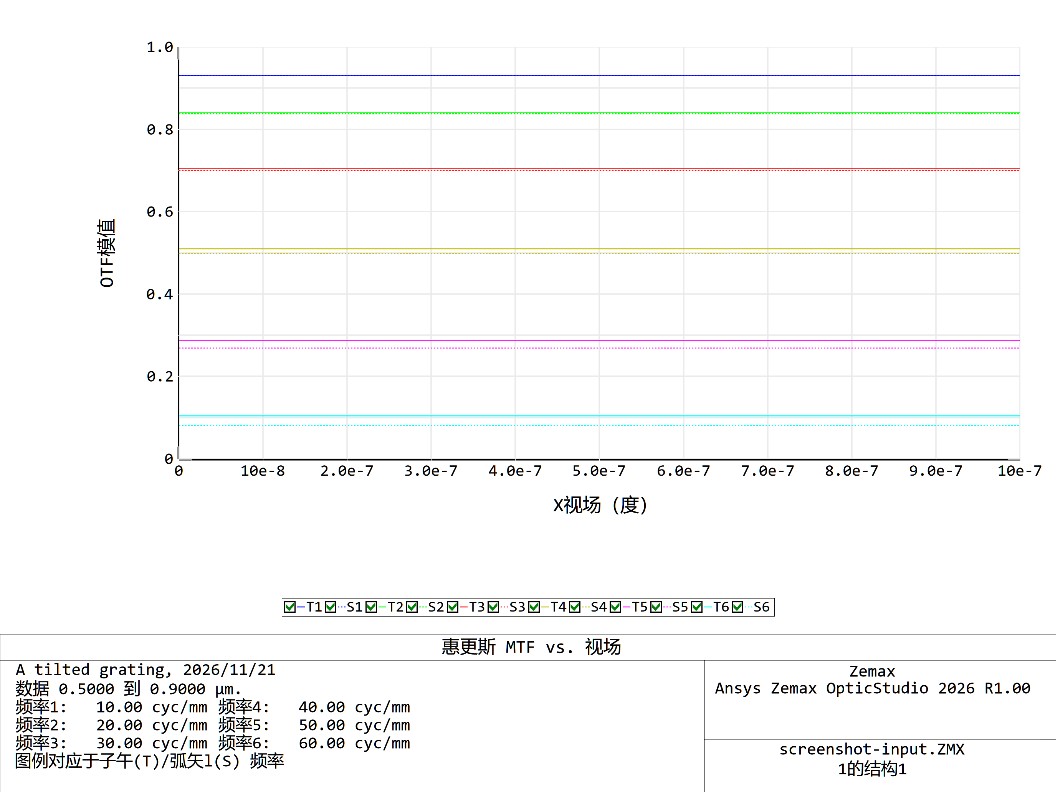 1.0
0.8
0.6
0.4
0.2
0
OTF模值
0 10e-8 2.0e-7 3.0e-7 4.0e-7 5.0e-7 6.0e-7 7.0e-7 8.0e-7 9.0e-7 10e-7
X视场 (度)
T1 S1 T2 S2 T3 S3 T4 S4 T5 S5 T6 S6
惠更斯 MTF vs. 视场
A tilted grating, 2026/11/21
数据 0.5000 到 0.9000 μm.
频率1: 10.00 cyc/mm 频率4: 40.00 cyc/mm
频率2: 20.00 cyc/mm 频率5: 50.00 cyc/mm
频率3: 30.00 cyc/mm 频率6: 60.00 cyc/mm
图例对应于子午(T)/弧矢l(S) 频率
Zemax
Ansys Zemax OpticStudio 2026 R1.00
screenshot-input.ZMX
1的结构1